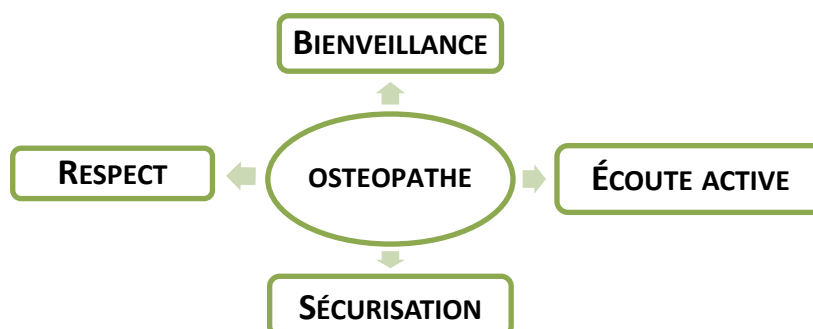 BIENVEILLANCE
RESPECT
OSTEOPATHE
ÉCOUTE ACTIVE
SÉCURISATION